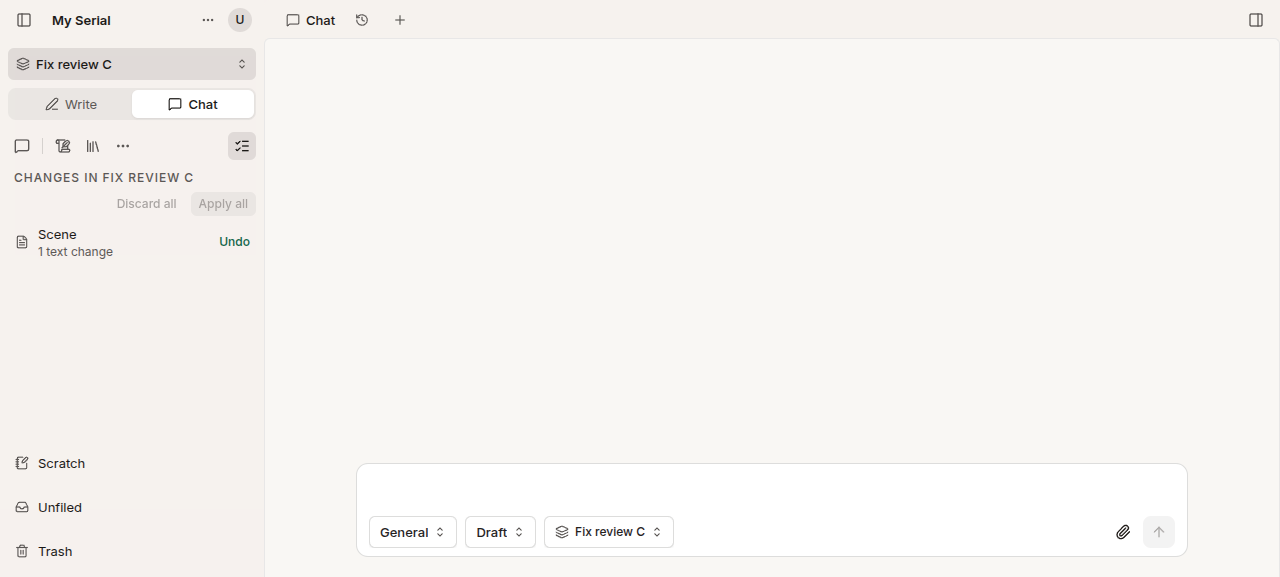 My Serial
U
Chat
Fix review C
Write
Chat
CHANGES IN FIX REVIEW C
Discard all
Apply all
Scene
1 text change
Undo
Scratch
Unfiled
Trash
General
Draft
Fix review C